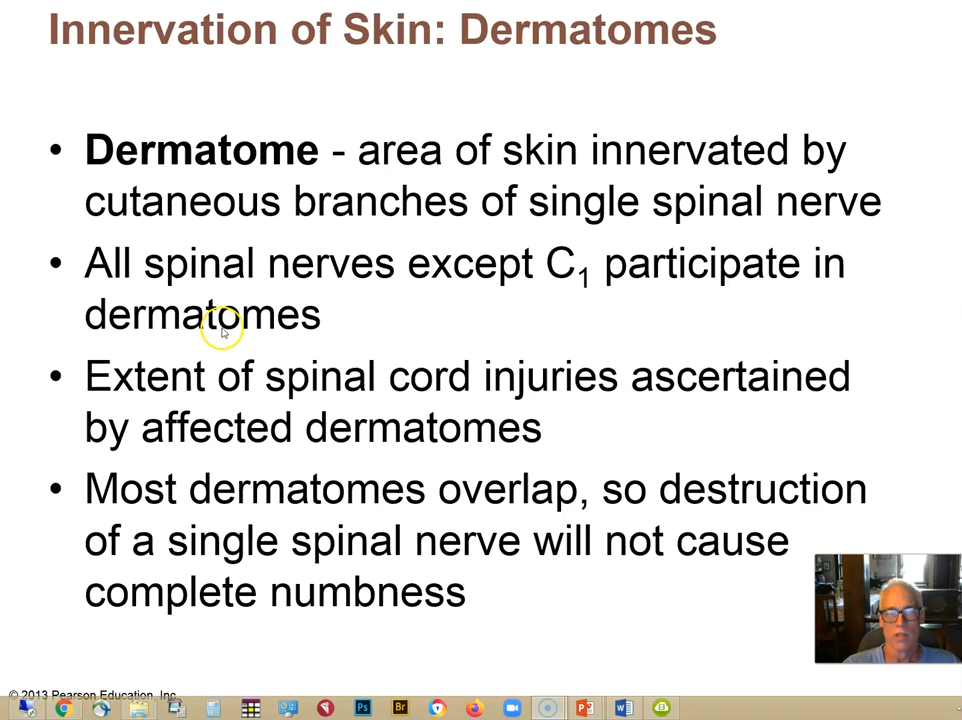 Innervation of Skin: Dermatomes
• Dermatome - area of skin innervated by
cutaneous branches of single spinal nerve
• All spinal nerves except C₁ participate in
dermatomes
• Extent of spinal cord injuries ascertained
by affected dermatomes
• Most dermatomes overlap, so destruction
of a single spinal nerve will not cause
complete numbness
© 2013 Pearson Education, Inc.
Ps
Br
P
W